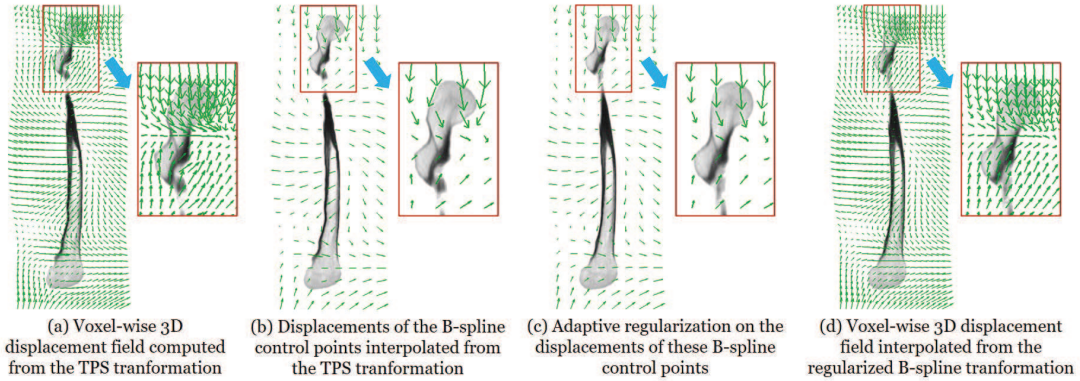 (a) Voxel-wise 3D
displacement field computed
from the TPS tranformation
(b) Displacements of the B-spline
control points interpolated from
the TPS tranformation
(c) Adaptive regularization on the
displacements of these B-spline
control points
(d) Voxel-wise 3D displacement
field interpolated from the
regularized B-spline tranformation